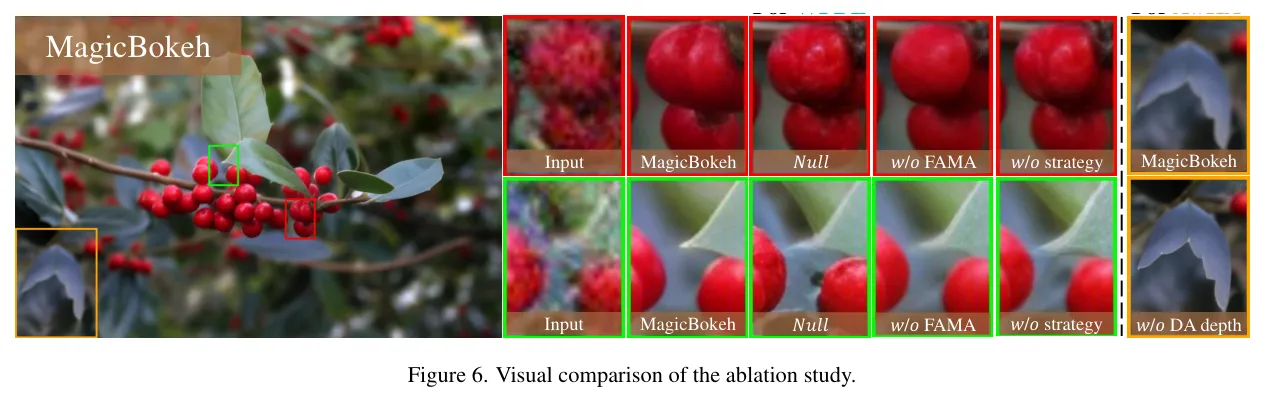 MagicBokeh
Input
MagicBokeh
Null
w/o FAMA
w/o strategy
MagicBokeh
Input
MagicBokeh
Null
w/o FAMA
w/o strategy
w/o DA depth
Figure 6. Visual comparison of the ablation study.